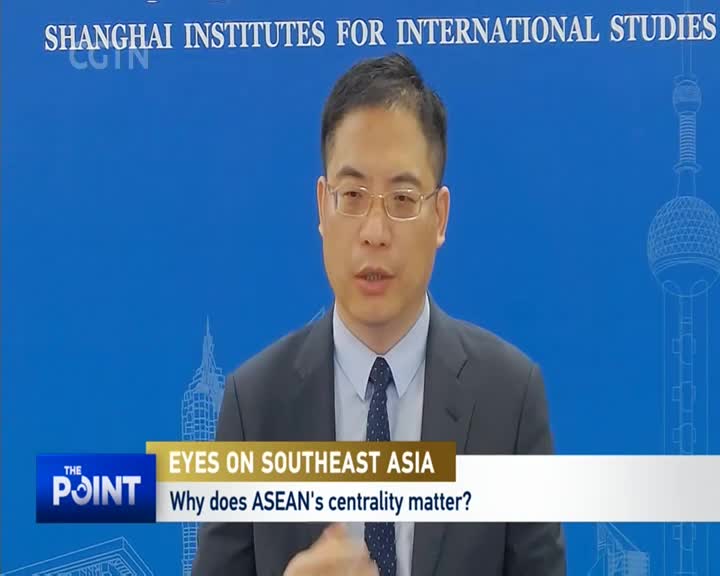 SHANGHAI INSTITUTES FOR INTERNATIONAL STUDIES
CGTN
EYES ON SOUTHEAST ASIA
THE
POINT
Why does ASEAN's centrality matter?